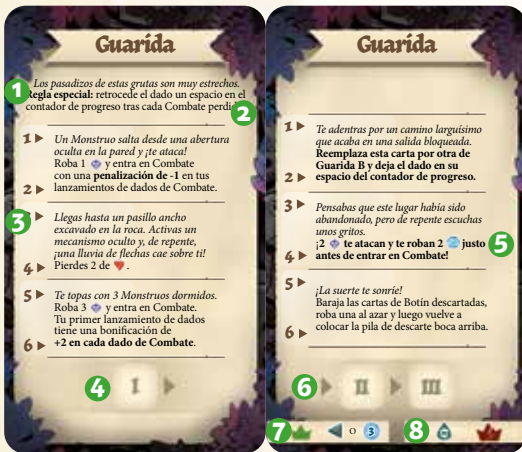 Guarida
1
Los pasadizos de estas grutas son muy estrechos.
Regla especial: retrocede el dado un espacio en el
contador de progreso tras cada Combate
2
1
Un Monstruo salta desde una abertura
oculta en la pared y ¡te ataca!
Roba 1 y entra en Combate
con una penalización de -1 en tus
2
lanzamientos de dados de Combate.
3
3
Llegas hasta un pasillo ancho
excavado en la roca. Activas un
mecanismo oculto y, de repente,
¡una lluvia de flechas cae sobre ti!
4
Pierdes 2 de .
5
Te topas con 3 Monstruos dormidos.
Roba 3 y entra en Combate.
Tu primer lanzamiento de dados
tiene una bonificación de
6
+2 en cada dado de Combate.
4
I
Guarida
1
Te adentras por un camino larguísimo
que acaba en una salida bloqueada.
Reemplaza esta carta por otra de
Guarida B y deja el dado en su
2
espacio del contador de progreso.
3
Pensabas que este lugar había sido
abandonado, pero de repente escuchas
unos gritos.
¡2 te atacan y te roban 2 justo
5
4
antes de entrar en Combate!
5
¡La suerte te sonríe!
Baraja las cartas de Botín descartadas,
roba una al azar y luego vuelve a
6
colocar la pila de descarte boca arriba.
6
II
III
7
o
3
8